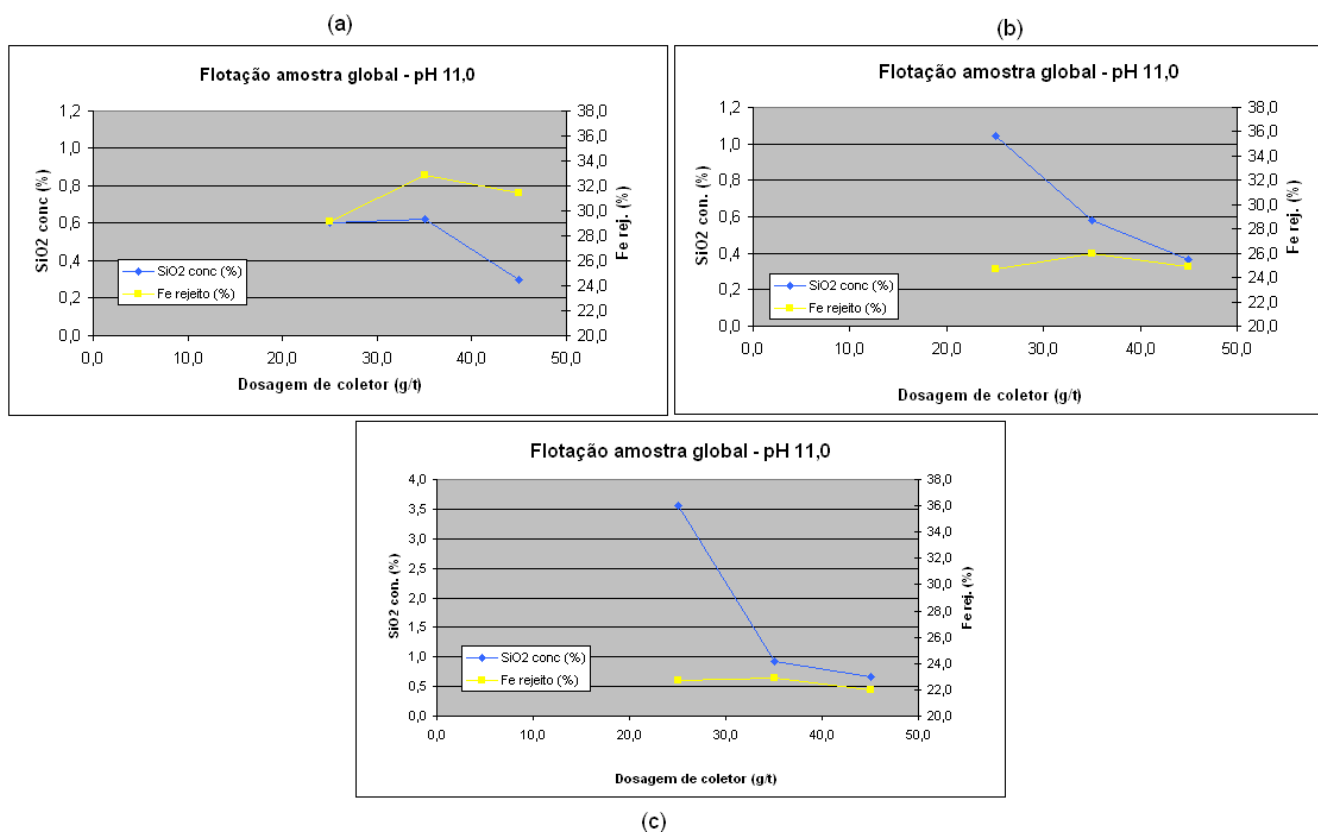 (a)
Flotação amostra global - pH 11,0
1,2
1,0
0,8
0,6
0,4
0,2
0,0
SiO2 conc (%)
38,0
36,0
34,0
32,0
30,0
28,0
26,0
24,0
22,0
20,0
Fe rej. (%)
SiO2 conc (%)
Fe rejeito (%)
0,0 10,0 20,0 30,0 40,0 50,0
Dosagem de coletor (g/t)
(b)
Flotação amostra global - pH 11,0
1,2
1,0
0,8
0,6
0,4
0,2
0,0
SiO2 con. (%)
38,0
36,0
34,0
32,0
30,0
28,0
26,0
24,0
22,0
20,0
Fe rej. (%)
SiO2 conc (%)
Fe rejeito (%)
0,0 10,0 20,0 30,0 40,0 50,0
Dosagem de coletor (g/t)
Flotação amostra global - pH 11,0
4,0
3,5
3,0
2,5
2,0
1,5
1,0
0,5
0,0
SiO2 con. (%)
38,0
36,0
34,0
32,0
30,0
28,0
26,0
24,0
22,0
20,0
Fe rej. (%)
SiO2 conc (%)
Fe rejeito (%)
0,0 10,0 20,0 30,0 40,0 50,0
Dosagem de coletor (g/t)
(c)